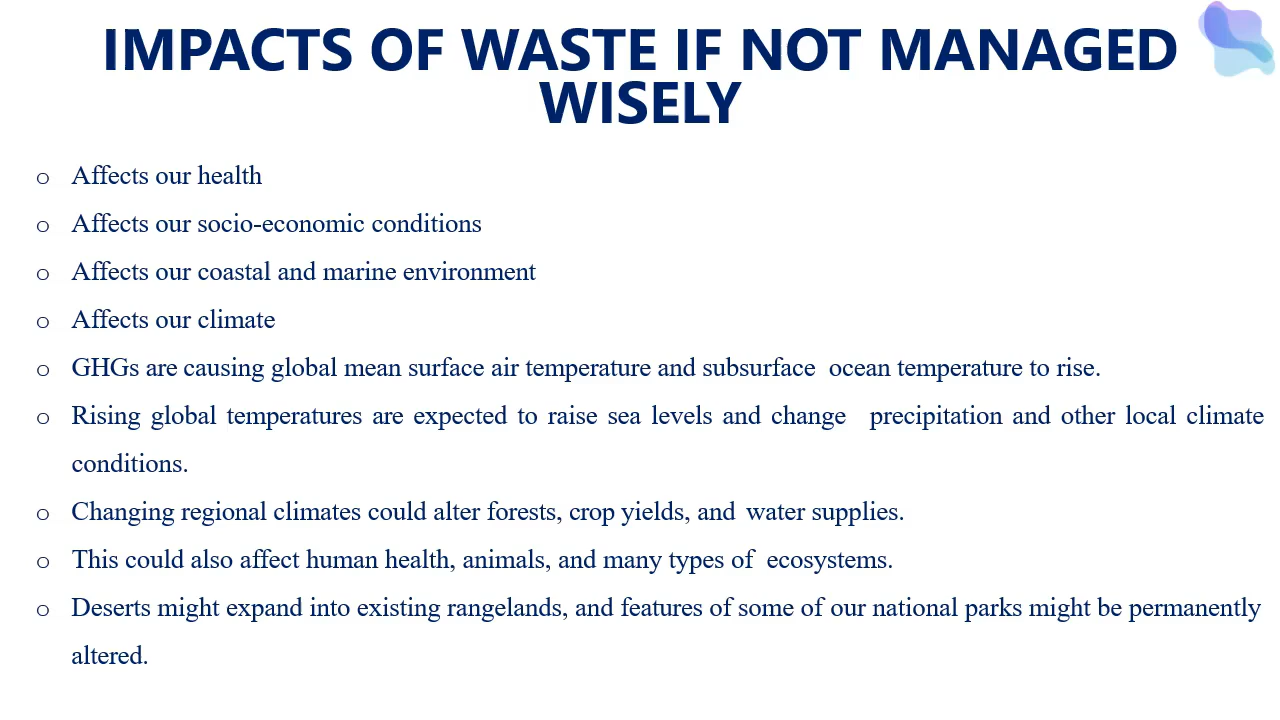 IMPACTS OF WASTE IF NOT MANAGED
WISELY
o Affects our health
o Affects our socio-economic conditions
o Affects our coastal and marine environment
o Affects our climate
o GHGs are causing global mean surface air temperature and subsurface ocean temperature to rise.
o Rising global temperatures are expected to raise sea levels and change precipitation and other local climate
conditions.
o Changing regional climates could alter forests, crop yields, and water supplies.
o This could also affect human health, animals, and many types of ecosystems.
o Deserts might expand into existing rangelands, and features of some of our national parks might be permanently
altered.